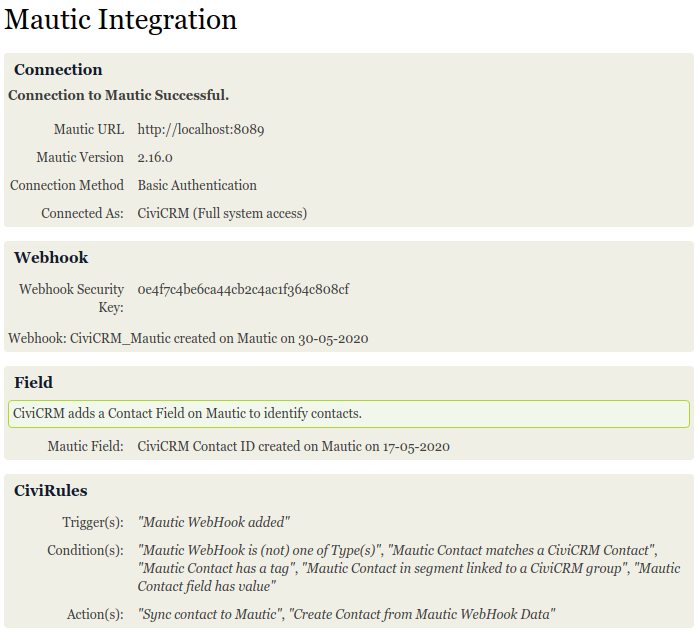 Mautic Integration
Connection
Connection to Mautic Successful.
Mautic URL http://localhost:8089
Mautic Version 2.16.0
Connection Method Basic Authentication
Connected As: CiviCRM (Full system access)
Webhook
Webhook Security 0e4f7c4be6ca44cb2c4ac1f364c808cf
Key:
Webhook: CiviCRM_Mautic created on Mautic on 30-05-2020
Field
CiviCRM adds a Contact Field on Mautic to identify contacts.
Mautic Field: CiviCRM Contact ID created on Mautic on 17-05-2020
CiviRules
Trigger(s): "Mautic WebHook added"
Condition(s): "Mautic WebHook is (not) one of Type(s)", "Mautic Contact matches a CiviCRM Contact",
"Mautic Contact has a tag", "Mautic Contact in segment linked to a CiviCRM group", "Mautic
Contact field has value"
Action(s): "Sync contact to Mautic", "Create Contact from Mautic WebHook Data"